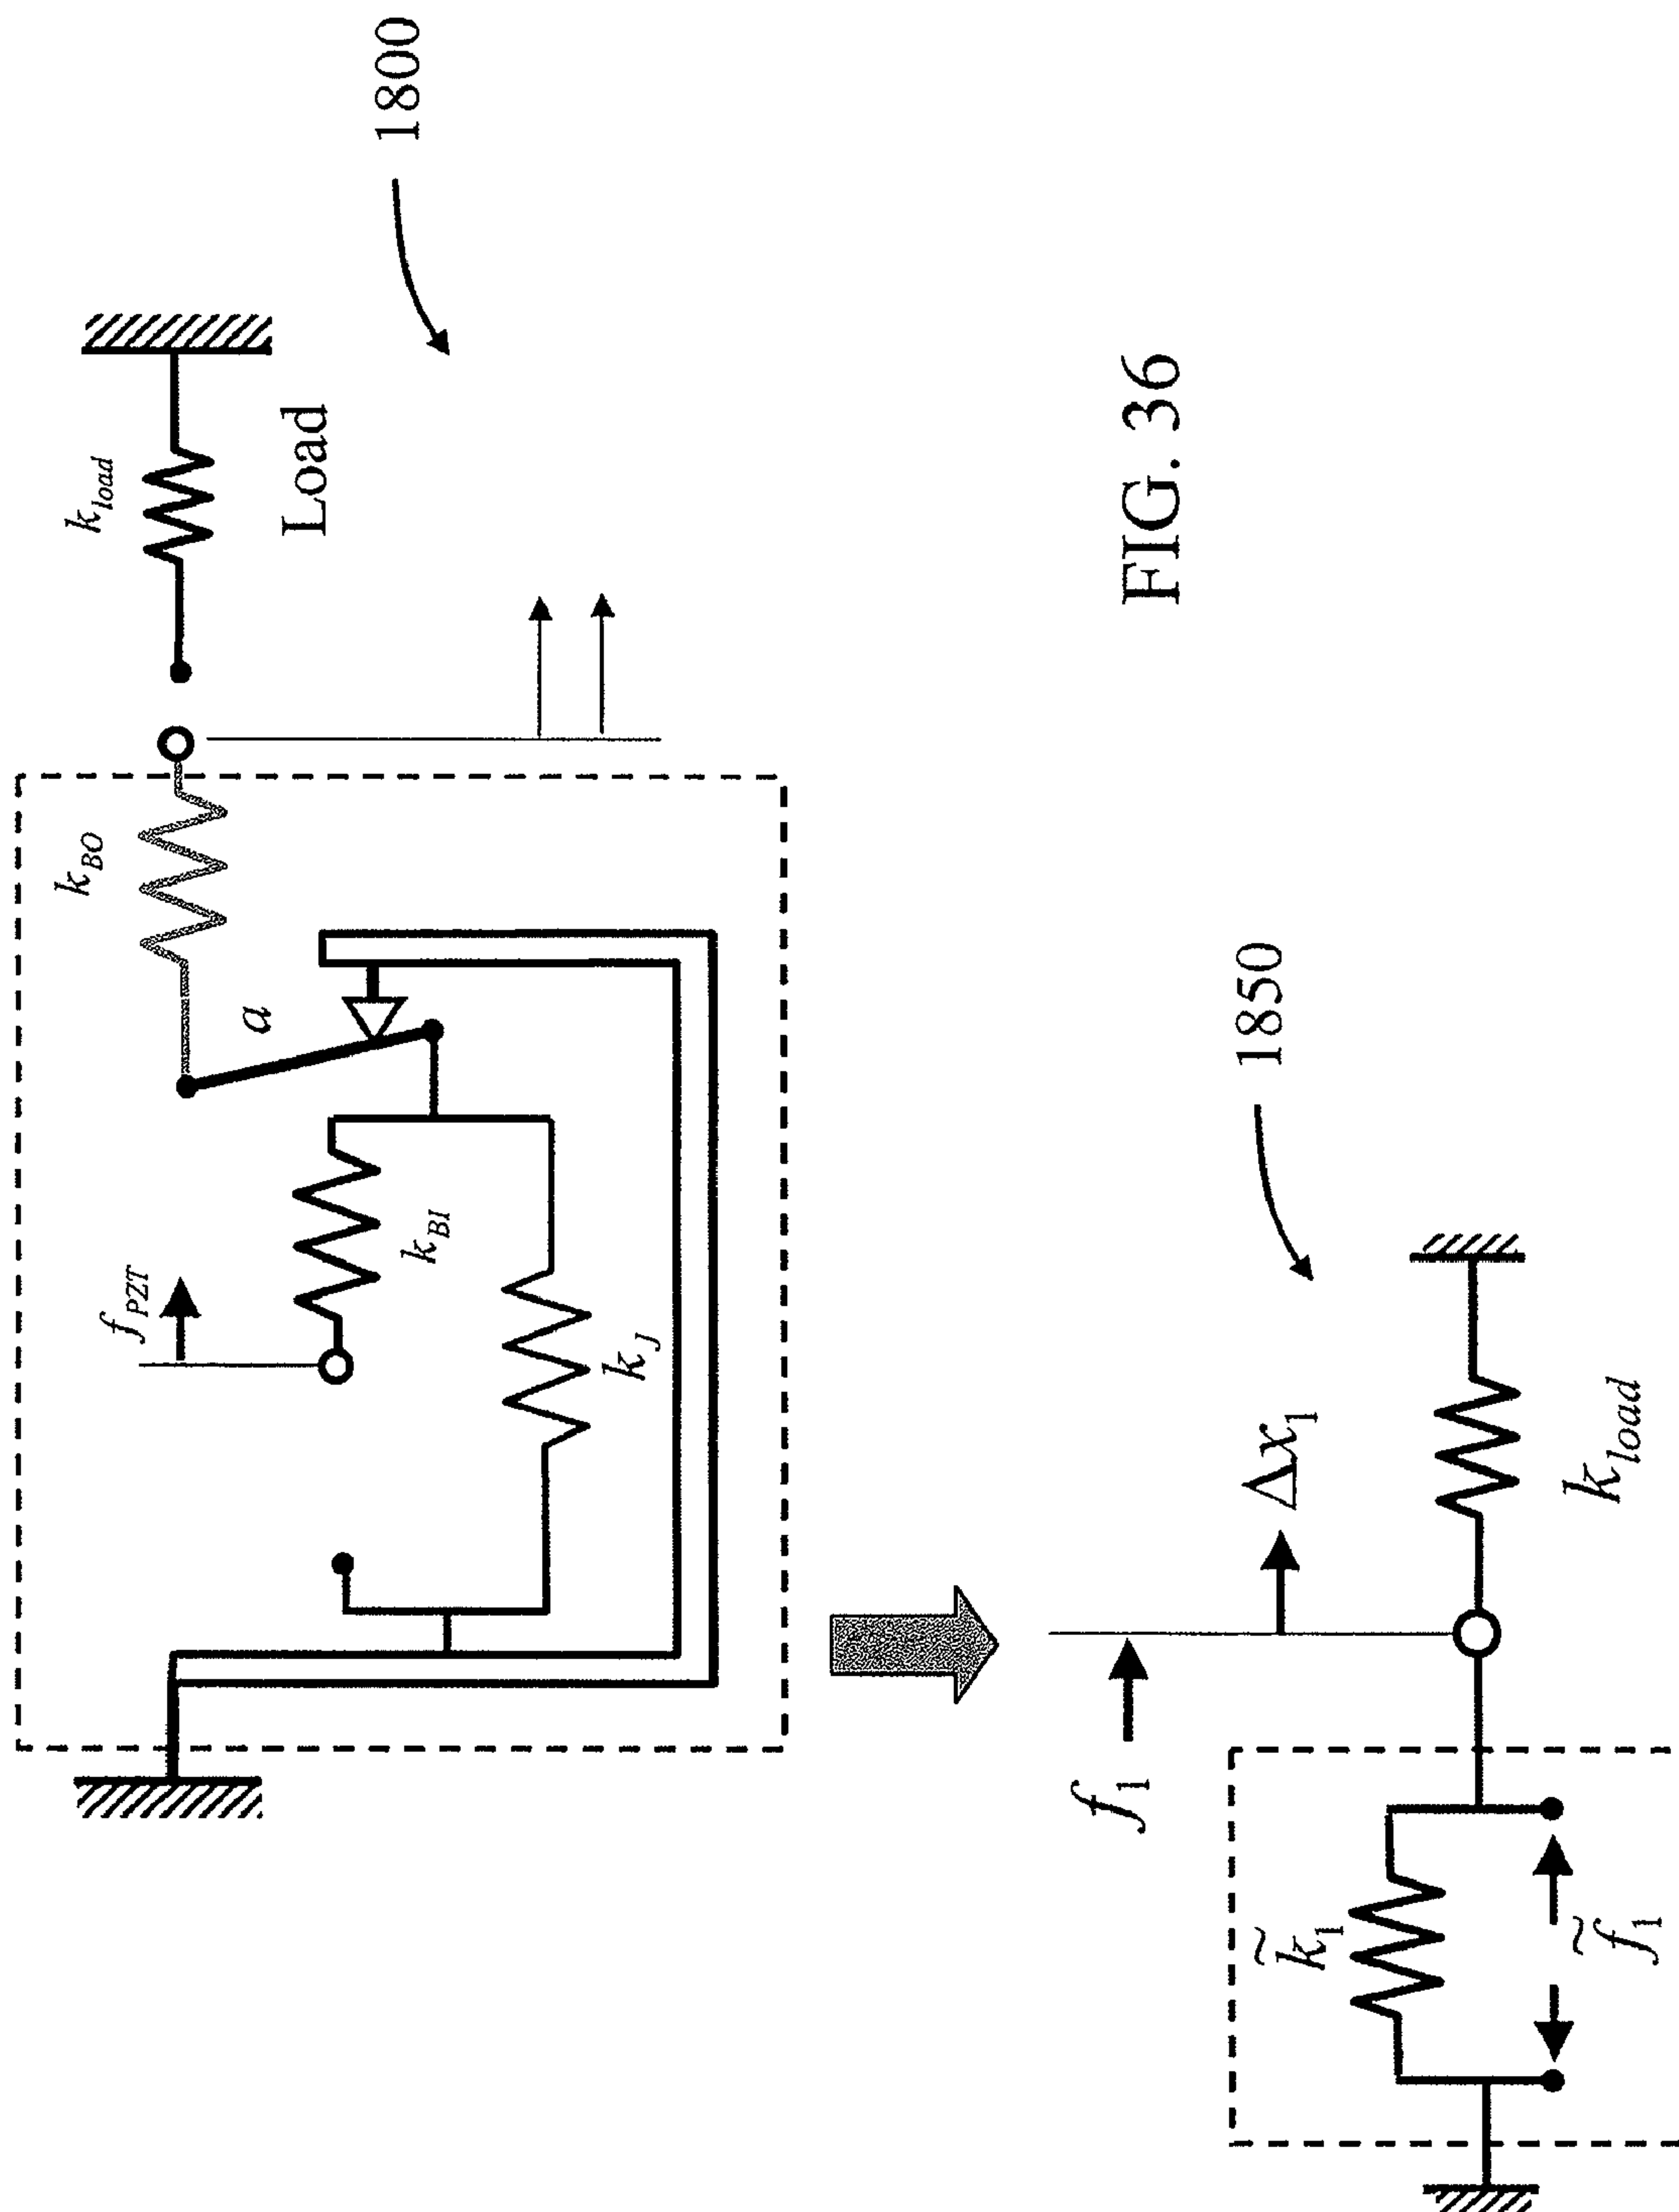 1800
k_load
Load
k_BO
a
f_PZT
k_BI
k_J
FIG. 36
1850
f_1
Δx_1
k_load
k̃_1
f̃_1